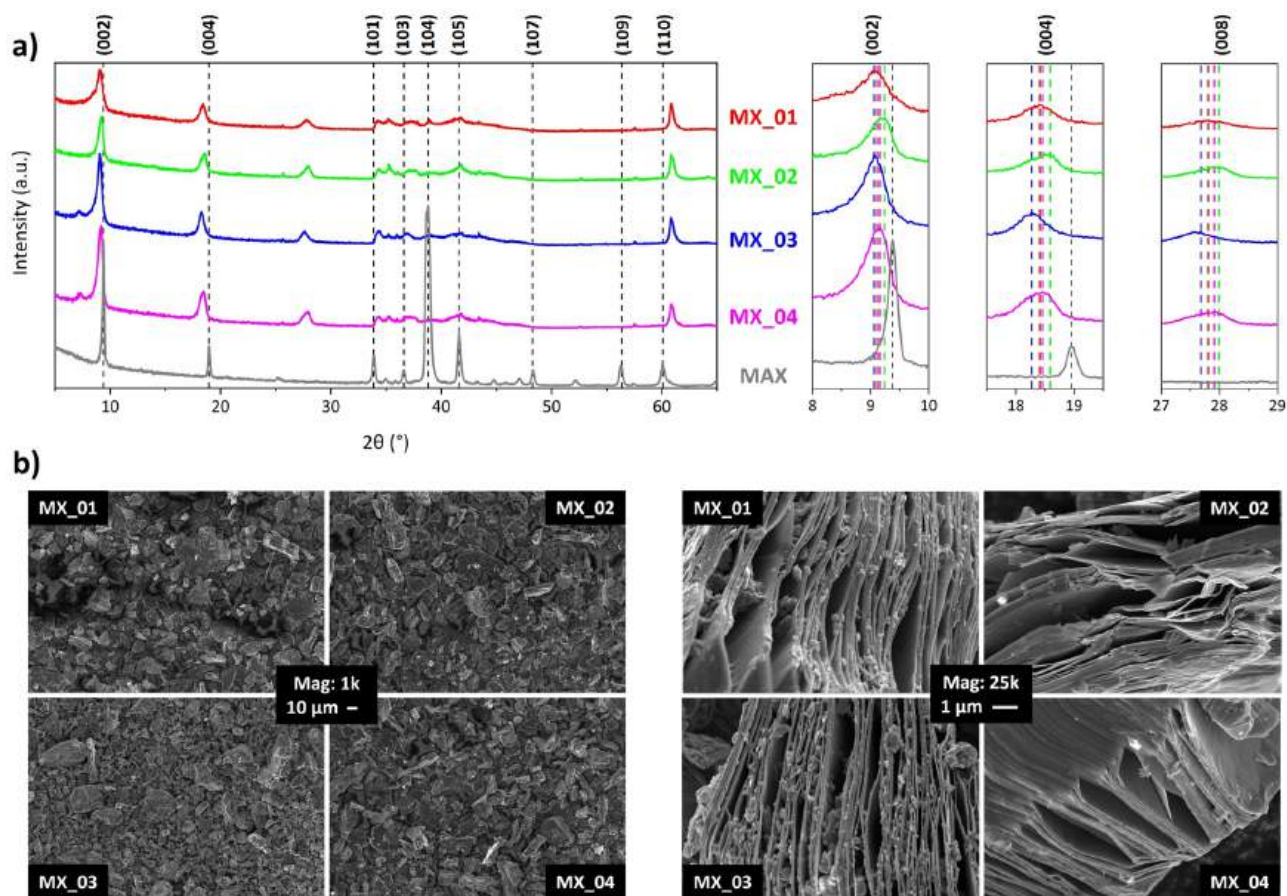 a)
(002) (004) (101) (103) (104) (105) (107) (109) (110) (002) (004) (008)
Intensity (a.u.)
MX_01
MX_02
MX_03
MX_04
MAX
10 20 30 40 50 60 8 9 10 18 19 27 28 29
2θ (°)
b)
MX_01 MX_02 MX_01 MX_02
Mag: 1k Mag: 25k
10 μm 1 μm
MX_03 MX_04 MX_03 MX_04